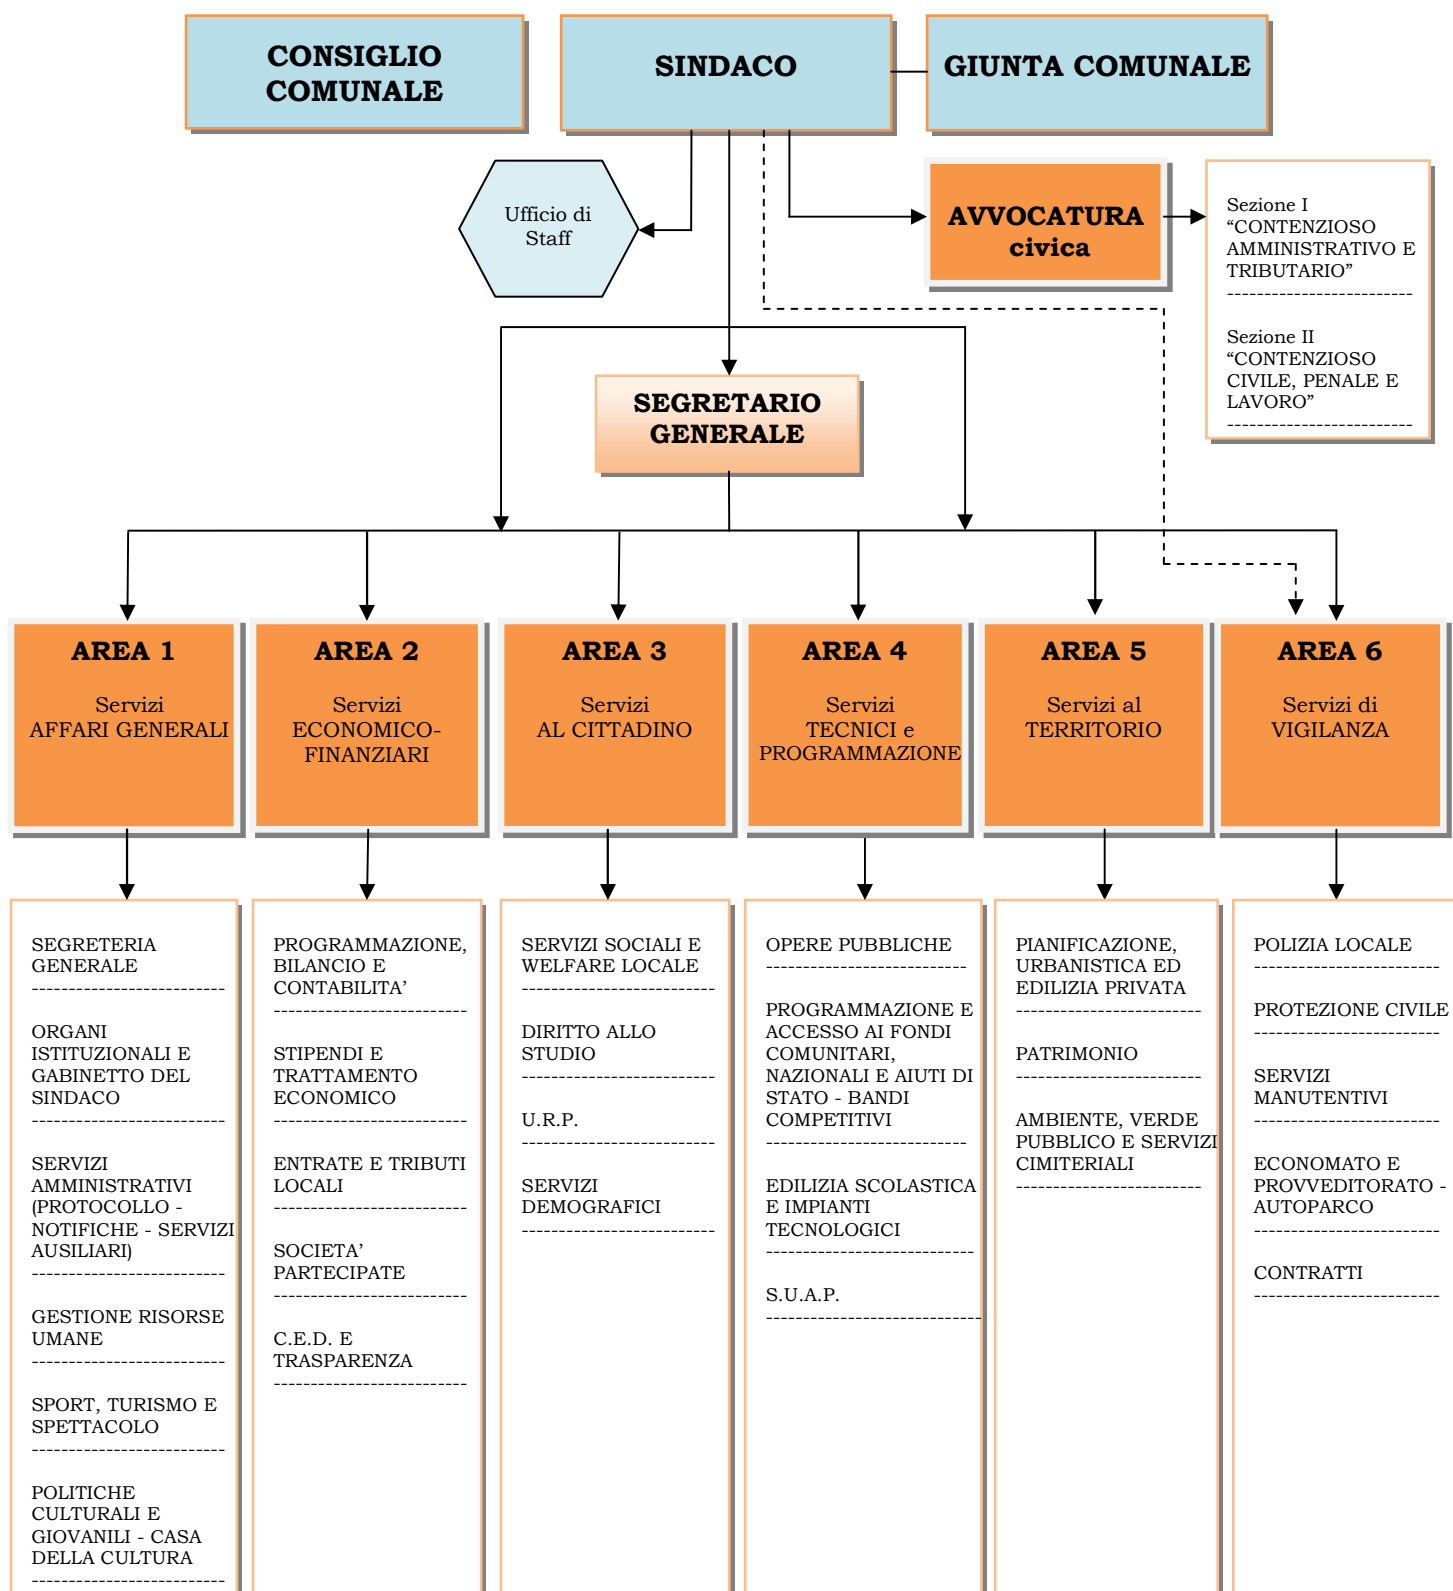 CONSIGLIO
COMUNALE
SINDACO
GIUNTA COMUNALE
Ufficio di
Staff
AVVOCATURA
civica
Sezione I
“CONTENZIOSO
AMMINISTRATIVO E
TRIBUTARIO”
-------------------------
Sezione II
“CONTENZIOSO
CIVILE, PENALE E
LAVORO”
-------------------------
SEGRETARIO
GENERALE
AREA 1
Servizi
AFFARI GENERALI
AREA 2
Servizi
ECONOMICO-
FINANZIARI
AREA 3
Servizi
AL CITTADINO
AREA 4
Servizi
TECNICI e
PROGRAMMAZIONE
AREA 5
Servizi al
TERRITORIO
AREA 6
Servizi di
VIGILANZA
SEGRETERIA
GENERALE
--------------------------
ORGANI
ISTITUZIONALI E
GABINETTO DEL
SINDACO
--------------------------
SERVIZI
AMMINISTRATIVI
(PROTOCOLLO -
NOTIFICHE - SERVIZI
AUSILIARI)
--------------------------
GESTIONE RISORSE
UMANE
--------------------------
SPORT, TURISMO E
SPETTACOLO
--------------------------
POLITICHE
CULTURALI E
GIOVANILI - CASA
DELLA CULTURA
--------------------------
PROGRAMMAZIONE,
BILANCIO E
CONTABILITA’
--------------------------
STIPENDI E
TRATTAMENTO
ECONOMICO
--------------------------
ENTRATE E TRIBUTI
LOCALI
--------------------------
SOCIETA’
PARTECIPATE
--------------------------
C.E.D. E
TRASPARENZA
--------------------------
SERVIZI SOCIALI E
WELFARE LOCALE
--------------------------
DIRITTO ALLO
STUDIO
--------------------------
U.R.P.
--------------------------
SERVIZI
DEMOGRAFICI
--------------------------
OPERE PUBBLICHE
---------------------------
PROGRAMMAZIONE E
ACCESSO AI FONDI
COMUNITARI,
NAZIONALI E AIUTI DI
STATO - BANDI
COMPETITIVI
---------------------------
EDILIZIA SCOLASTICA
E IMPIANTI
TECNOLOGICI
----------------------------
S.U.A.P.
-----------------------------
PIANIFICAZIONE,
URBANISTICA ED
EDILIZIA PRIVATA
-------------------------
PATRIMONIO
-------------------------
AMBIENTE, VERDE
PUBBLICO E SERVIZI
CIMITERIALI
-------------------------
POLIZIA LOCALE
-------------------------
PROTEZIONE CIVILE
-------------------------
SERVIZI
MANUTENTIVI
-------------------------
ECONOMATO E
PROVVEDITORATO -
AUTOPARCO
-------------------------
CONTRATTI
-------------------------